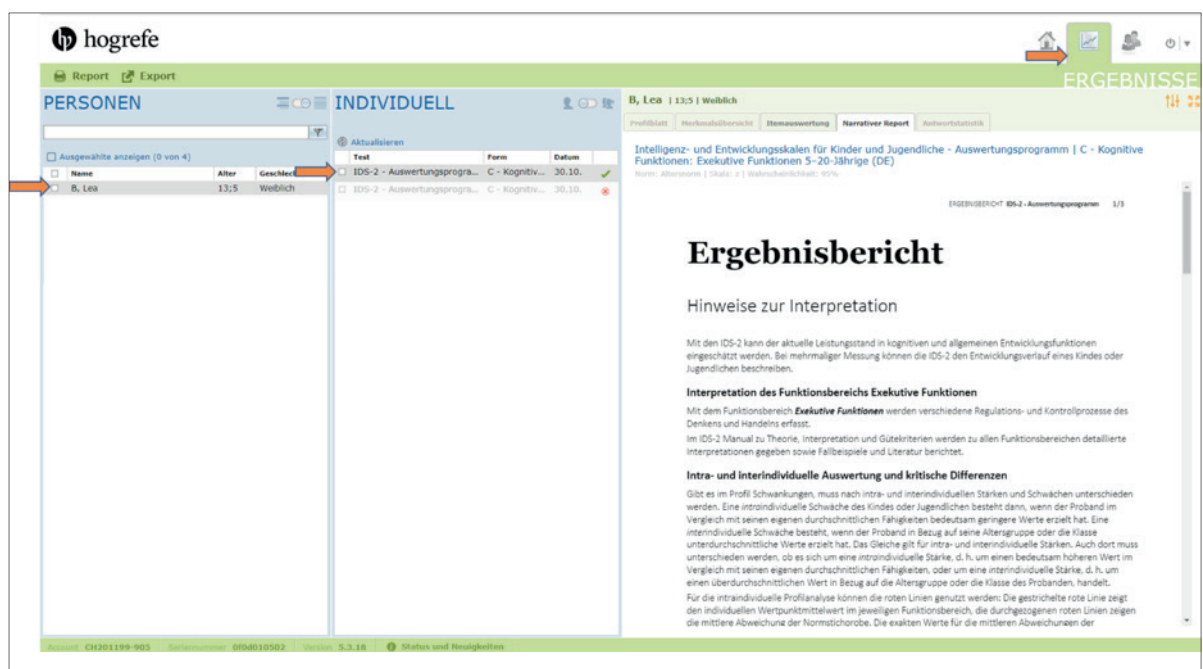 hogrefe
Report Export
ERGEBNISSE
PERSONEN
Ausgewählte anzeigen (0 von 4)
Name Alter Geschlech
B, Lea 13;5 Weiblich
INDIVIDUELL
Aktualisieren
Test Form Datum
IDS-2 - Auswertungsprogra... C - Kognitiv... 30.10.
IDS-2 - Auswertungsprogra... C - Kognitiv... 30.10.
B, Lea | 13;5 | Weiblich
Profilblatt Merkmalsübersicht Itemauswertung Narrativer Report Antwortstatistik
Intelligenz- und Entwicklungsskalen für Kinder und Jugendliche - Auswertungsprogramm | C - Kognitive
Funktionen: Exekutive Funktionen 5–20-Jährige (DE)
Norm: Altersnorm | Skala: z | Wahrscheinlichkeit: 95%
ERGEBNISBERICHT IDS-2 - Auswertungsprogramm 1/3
Ergebnisbericht
Hinweise zur Interpretation
Mit den IDS-2 kann der aktuelle Leistungsstand in kognitiven und allgemeinen Entwicklungsfunktionen
eingeschätzt werden. Bei mehrmaliger Messung können die IDS-2 den Entwicklungsverlauf eines Kindes oder
Jugendlichen beschreiben.
Interpretation des Funktionsbereichs Exekutive Funktionen
Mit dem Funktionsbereich Exekutive Funktionen werden verschiedene Regulations- und Kontrollprozesse des
Denkens und Handelns erfasst.
Im IDS-2 Manual zu Theorie, Interpretation und Gütekriterien werden zu allen Funktionsbereichen detaillierte
Interpretationen gegeben sowie Fallbeispiele und Literatur berichtet.
Intra- und interindividuelle Auswertung und kritische Differenzen
Gibt es im Profil Schwankungen, muss nach intra- und interindividuellen Stärken und Schwächen unterschieden
werden. Eine intraindividuelle Schwäche des Kindes oder Jugendlichen besteht dann, wenn der Proband im
Vergleich mit seinen eigenen durchschnittlichen Fähigkeiten bedeutsam geringere Werte erzielt hat. Eine
interindividuelle Schwäche besteht, wenn der Proband in Bezug auf seine Altersgruppe oder die Klasse
unterdurchschnittliche Werte erzielt hat. Das Gleiche gilt für intra- und interindividuelle Stärken. Auch dort muss
unterschieden werden, ob es sich um eine intraindividuelle Stärke, d. h. um einen bedeutsam höheren Wert im
Vergleich mit seinen eigenen durchschnittlichen Fähigkeiten, oder um eine interindividuelle Stärke, d. h. um
einen überdurchschnittlichen Wert in Bezug auf die Altersgruppe oder die Klasse des Probanden, handelt.
Für die intraindividuelle Profilanalyse können die roten Linien genutzt werden: Die gestrichelte rote Linie zeigt
den individuellen Wertpunktmittelwert im jeweiligen Funktionsbereich, die durchgezogenen roten Linien zeigen
die mittlere Abweichung der Normstichprobe. Die exakten Werte für die mittleren Abweichungen der
Account CH201199-905 Seriennummer 0f0d010502 Version 5.3.18 Status und Neuigkeiten